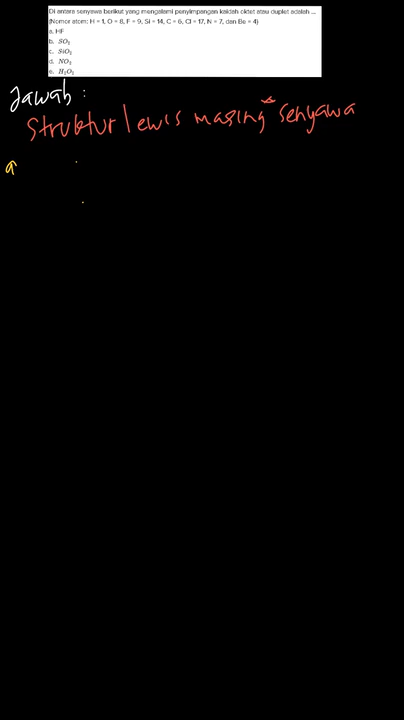 Di antara senyawa berikut yang mengalami penyimpangan kaidah oktet atau duplet adalah ...
(Nomor atom: H = 1, O = 8, F = 9, Si = 14, C = 6, Cl = 17, N = 7, dan Be = 4)
a. HF
b. SO₂
c. SiO₂
d. NO₂
e. H₂O₂
Jawab :
Struktur lewis masing² senyawa
a